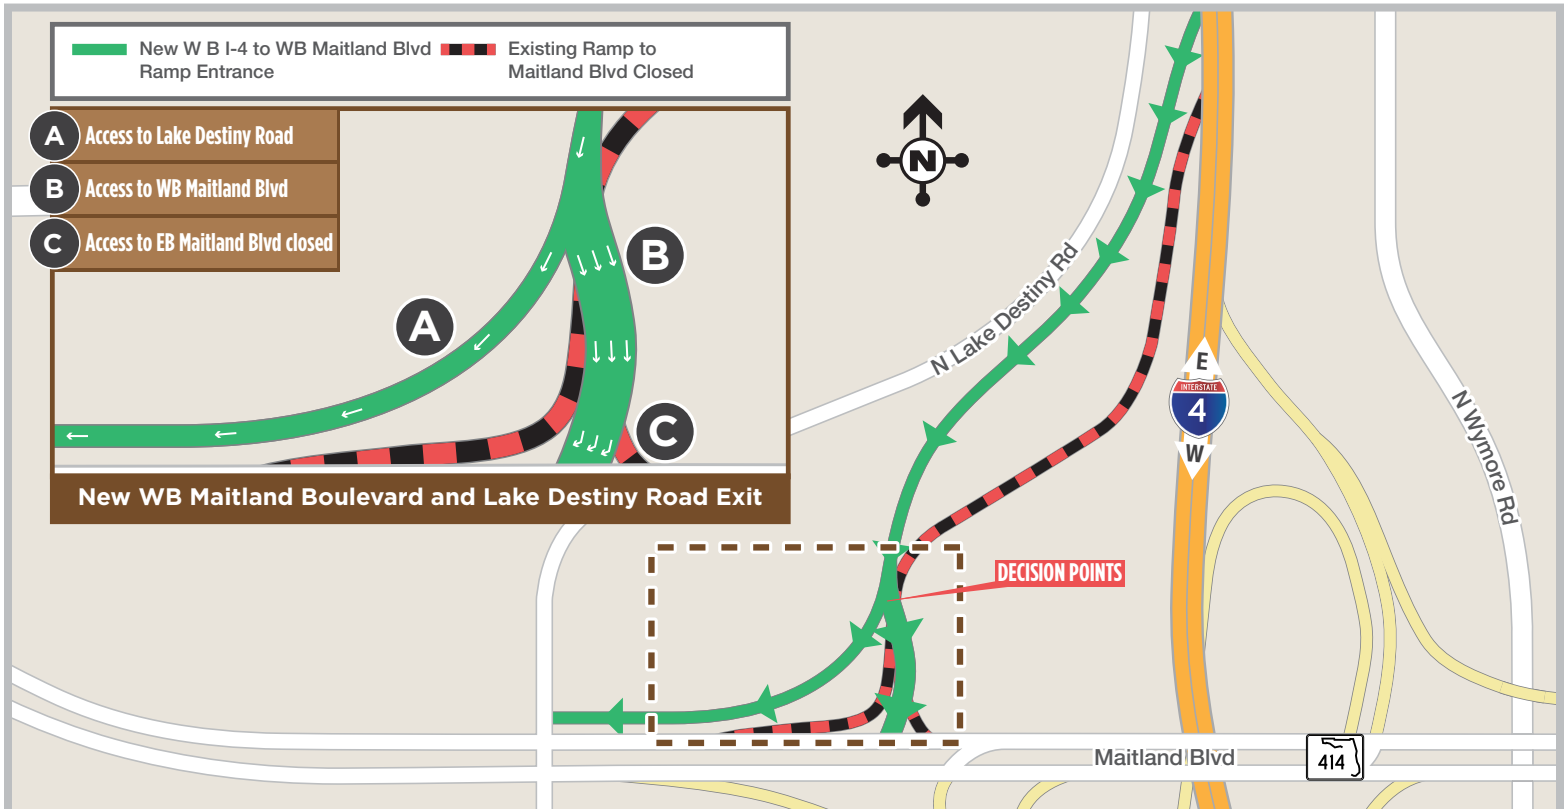 New W B I-4 to WB Maitland Blvd
Ramp Entrance
Existing Ramp to
Maitland Blvd Closed
A Access to Lake Destiny Road
B Access to WB Maitland Blvd
C Access to EB Maitland Blvd closed
A
B
C
New WB Maitland Boulevard and Lake Destiny Road Exit
N
N Lake Destiny Rd
E
INTERSTATE
4
W
N Wymore Rd
DECISION POINTS
Maitland Blvd
414